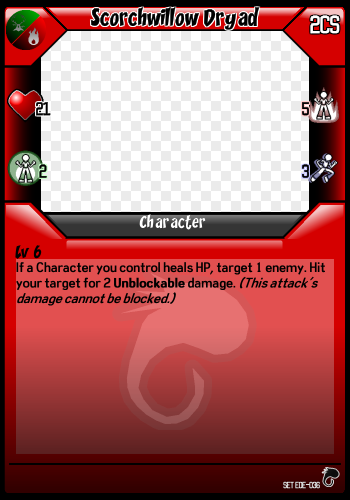 Scorchwillow Dryad
2CS
21
5
2
3
Character
Lv 6
If a Character you control heals HP, target 1 enemy. Hit
your target for 2 Unblockable damage. (This attack's
damage cannot be blocked.)
SET EDE-036